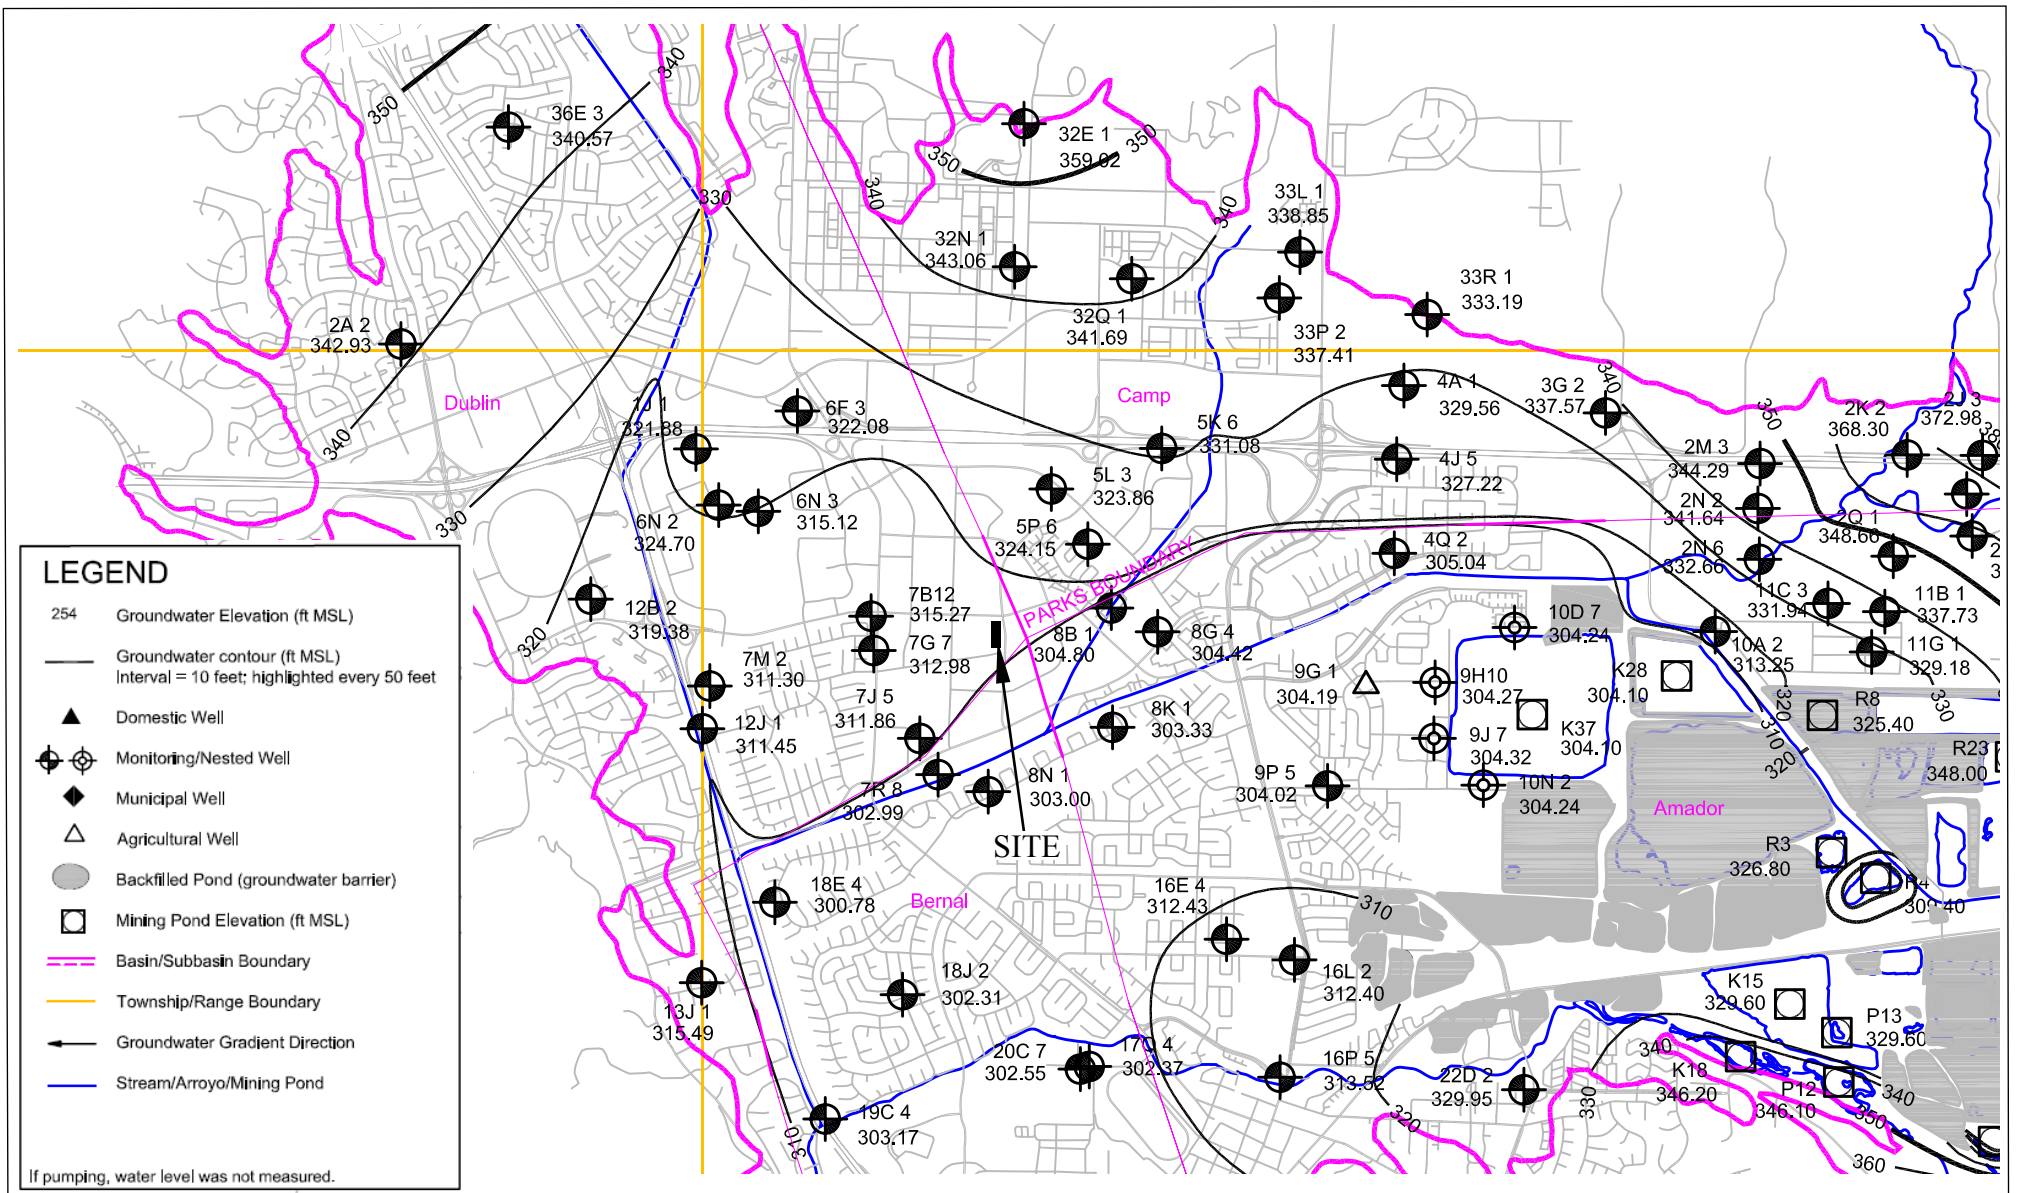 340
350
36E 3
340.57
32E 1
359.02
350
350
340
330
340
33L 1
338.85
32N 1
343.06
33R 1
333.19
32Q 1
341.69
33P 2
337.41
2A 2
342.93
Dublin
Camp
340
330
1J 1
321.88
6F 3
322.08
5K 6
331.08
4A 1
329.56
3G 2
337.57
340
350
2K 2
368.30
2J 3
372.98
5L 3
323.86
4J 5
327.22
2M 3
344.29
6N 2
324.70
6N 3
315.12
5P 6
324.15
2N 2
341.64
2Q 1
348.66
PARKS BOUNDARY
4Q 2
305.04
2N 6
332.66
12B 2
319.38
320
7B12
315.27
7G 7
312.98
8B 1
304.80
8G 4
304.42
10D 7
304.24
11C 3
331.94
11B 1
337.73
10A 2
313.25
11G 1
329.18
7M 2
311.30
12J 1
311.45
7J 5
311.86
9G 1
304.19
9H10
304.27
K28
304.10
R8
325.40
320
310
320
330
8K 1
303.33
9J 7
304.32
K37
304.10
R23
348.00
7R 8
302.99
8N 1
303.00
9P 5
304.02
10N 2
304.24
Amador
SITE
R3
326.80
R4
309.40
18E 4
300.78
Bernal
16E 4
312.43
310
18J 2
302.31
16L 2
312.40
K15
329.60
P13
329.60
13J 1
315.49
20C 7
302.55
17C 4
302.37
16P 5
313.52
22D 2
329.95
340
K18
346.20
P12
346.10
340
350
360
19C 4
303.17
310
320
330
LEGEND
254 Groundwater Elevation (ft MSL)
Groundwater contour (ft MSL)
Interval = 10 feet; highlighted every 50 feet
Domestic Well
Monitoring/Nested Well
Municipal Well
Agricultural Well
Backfilled Pond (groundwater barrier)
Mining Pond Elevation (ft MSL)
Basin/Subbasin Boundary
Township/Range Boundary
Groundwater Gradient Direction
Stream/Arroyo/Mining Pond
If pumping, water level was not measured.